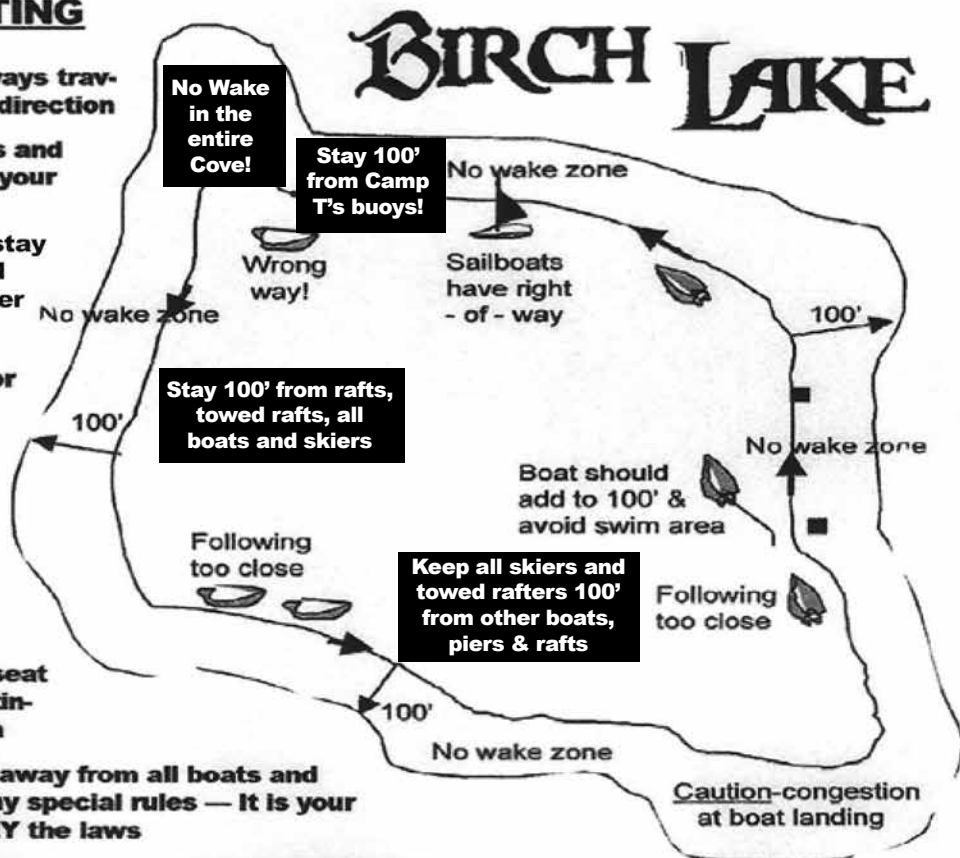 TING
BIRCH LAKE
ways trav-
direction
s and
your
stay
er
or
seat
tin-
away from all boats and
ny special rules — It is your
EY the laws
No Wake
in the
entire
Cove!
Stay 100’
from Camp
T’s buoys!
No wake zone
Wrong
way!
Sailboats
have right
- of - way
No wake zone
100'
Stay 100’ from rafts,
towed rafts, all
boats and skiers
100'
No wake zone
Boat should
add to 100' &
avoid swim area
Following
too close
Keep all skiers and
towed rafters 100’
from other boats,
piers & rafts
Following
too close
100'
No wake zone
Caution-congestion
at boat landing